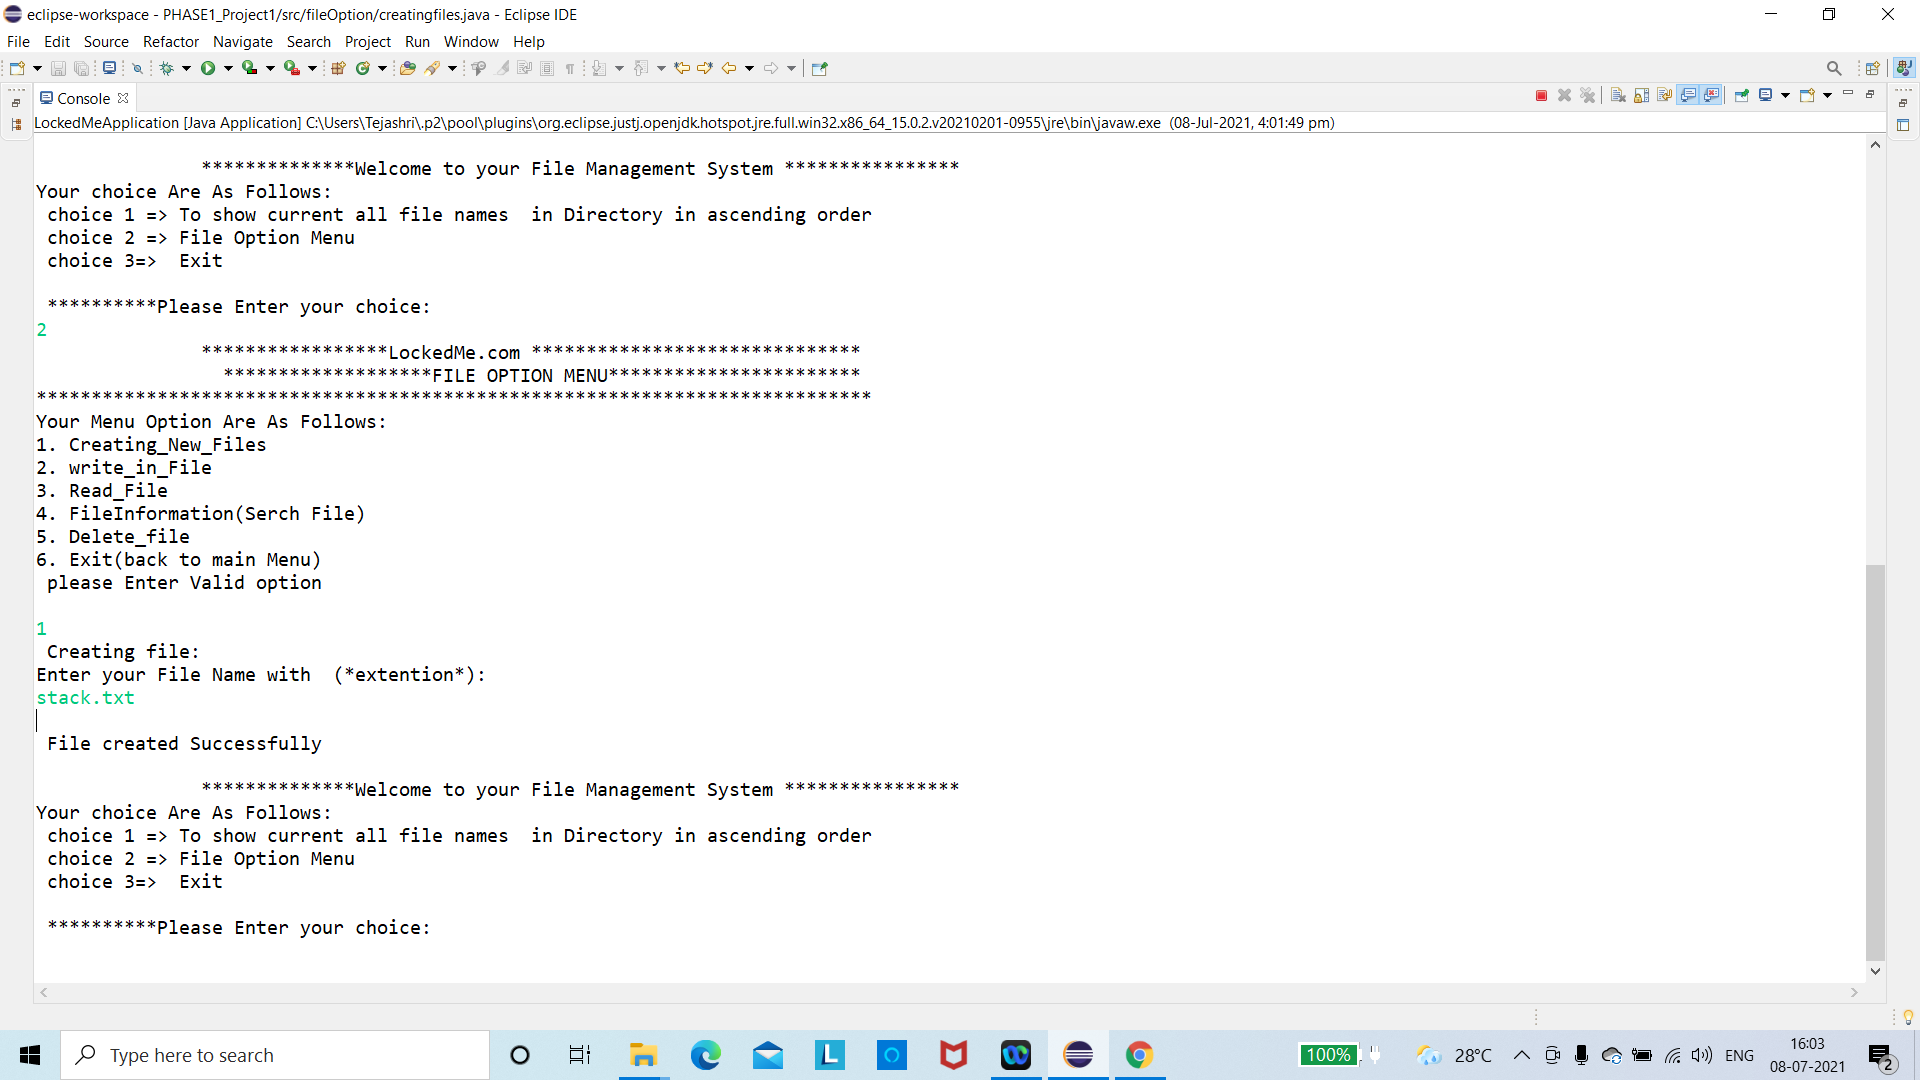 eclipse-workspace - PHASE1_Project1/src/fileOption/creatingfiles.java - Eclipse IDE
File Edit Source Refactor Navigate Search Project Run Window Help
Console
LockedMeApplication [Java Application] C:\Users\Tejashri\.p2\pool\plugins\org.eclipse.justj.openjdk.hotspot.jre.full.win32.x86_64_15.0.2.v20210201-0955\jre\bin\javaw.exe (08-Jul-2021, 4:01:49 pm)
**************Welcome to your File Management System ****************
Your choice Are As Follows:
choice 1 => To show current all file names  in Directory in ascending order
choice 2 => File Option Menu
choice 3=>  Exit
**********Please Enter your choice:
2
*****************LockedMe.com ******************************
*******************FILE OPTION MENU***********************
****************************************************************************
Your Menu Option Are As Follows:
1. Creating_New_Files
2. write_in_File
3. Read_File
4. FileInformation(Serch File)
5. Delete_file
6. Exit(back to main Menu)
please Enter Valid option
1
Creating file:
Enter your File Name with  (*extention*):
stack.txt
File created Successfully
**************Welcome to your File Management System ****************
Your choice Are As Follows:
choice 1 => To show current all file names  in Directory in ascending order
choice 2 => File Option Menu
choice 3=>  Exit
**********Please Enter your choice:
Type here to search
L
100%
28°C
ENG
16:03
08-07-2021
2